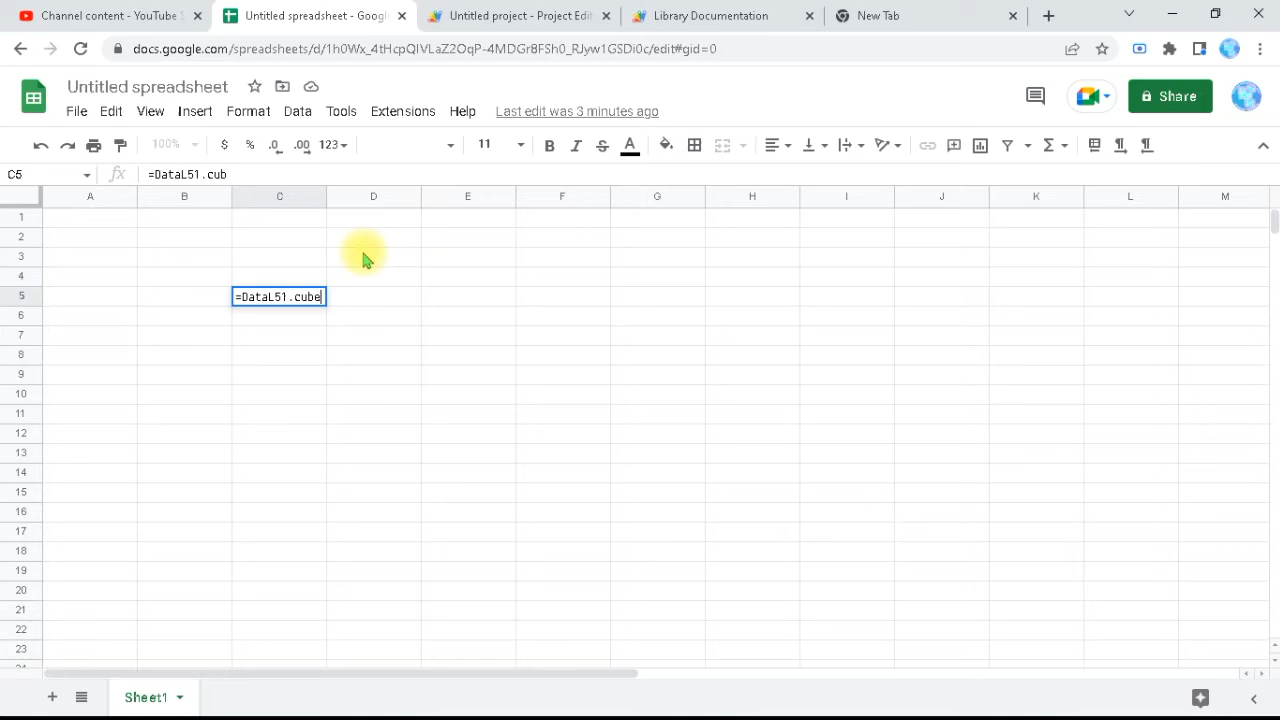 Channel content - YouTube S
Untitled spreadsheet - Googl
Untitled project - Project Edit
Library Documentation
New Tab
docs.google.com/spreadsheets/d/1h0Wx_4tHcpQIVLaZ2OqP-4MDGr8FSh0_RJyw1GSDi0c/edit#gid=0
Untitled spreadsheet
File Edit View Insert Format Data Tools Extensions Help Last edit was 3 minutes ago
Share
100% $ % .0 .00 123 11 B I S A
C5 fx =DataL51.cub
A B C D E F G H I J K L M
1
2
3
4
5 =DataL51.cube
6
7
8
9
10
11
12
13
14
15
16
17
18
19
20
21
22
23
Sheet1